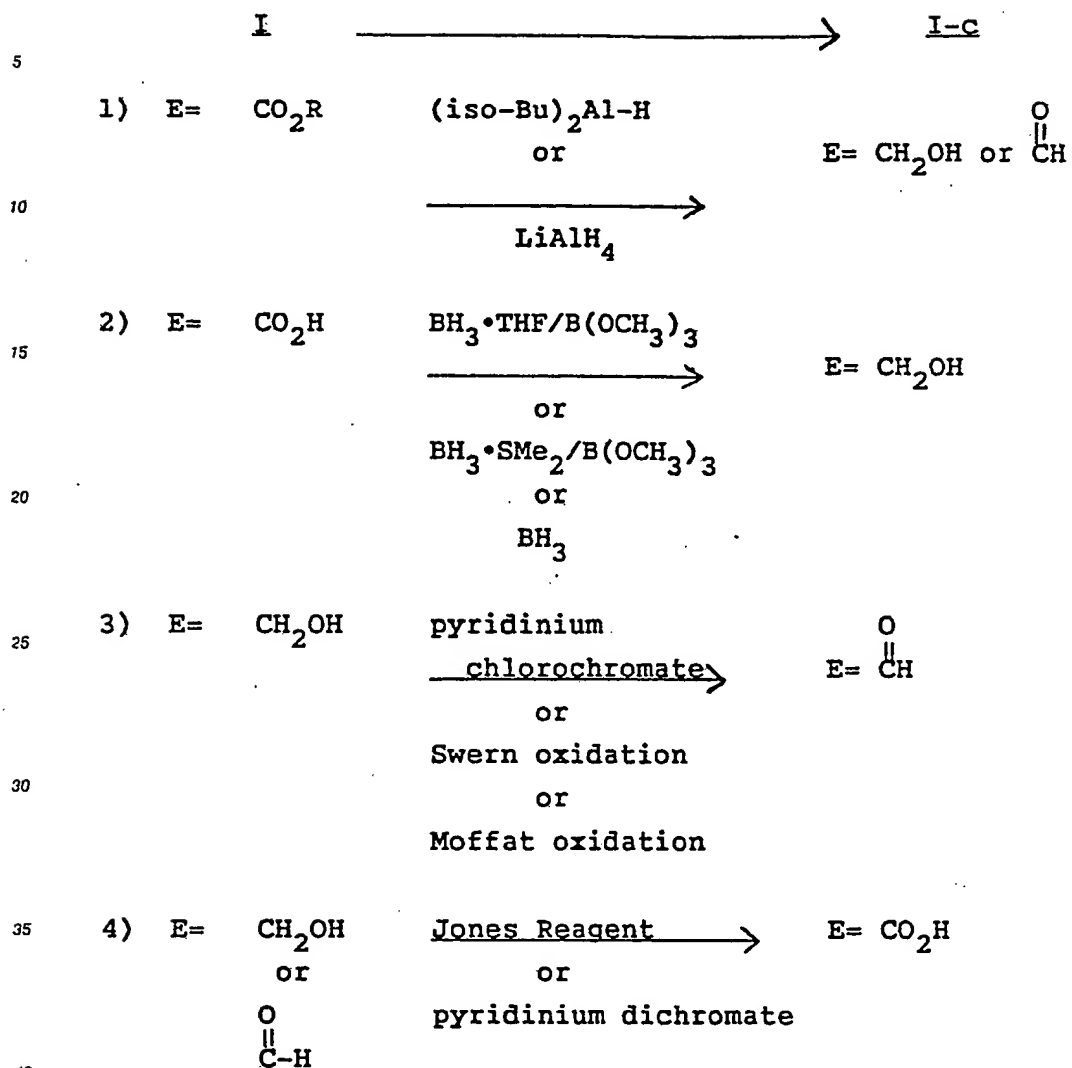 I I-c
5
1) E= CO2R (iso-Bu)2Al-H O
or E= CH2OH or CH
10
LiAlH4
2) E= CO2H BH3•THF/B(OCH3)3
15
E= CH2OH
or
BH3•SMe2/B(OCH3)3
20 or
BH3
3) E= CH2OH pyridinium O
25
chlorochromate E= CH
or
Swern oxidation
30 or
Moffat oxidation
35 4) E= CH2OH Jones Reagent E= CO2H
or or
O pyridinium dichromate
C-H